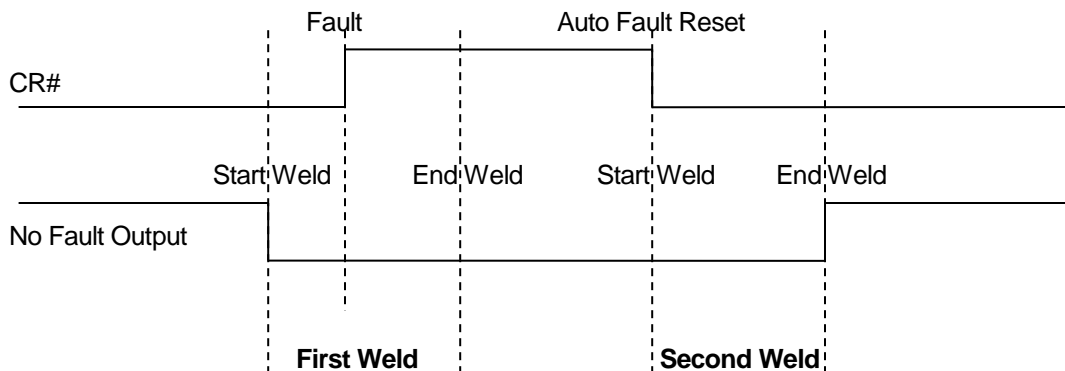 Fault Auto Fault Reset
CR#
Start Weld End Weld Start Weld End Weld
No Fault Output
First Weld Second Weld